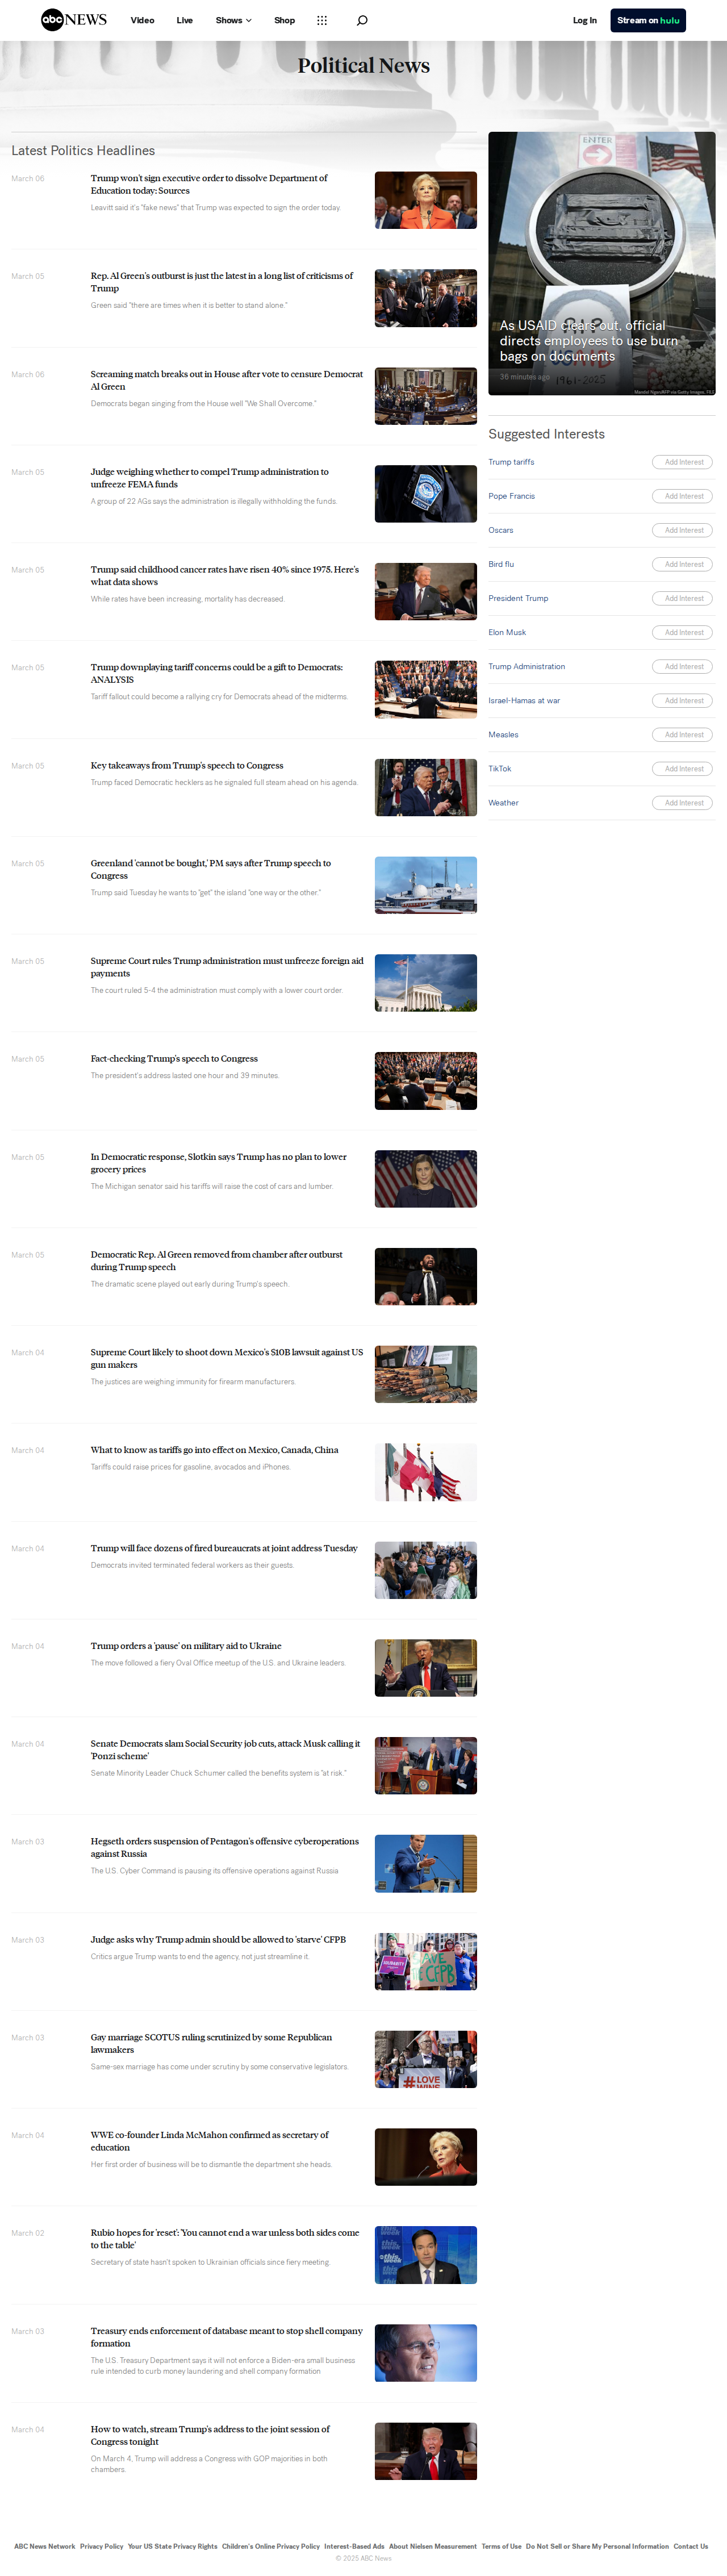 abc NEWS
Video
Live
Shows
Shop
Log In
Stream on hulu
Political News
Latest Politics Headlines
March 06
Trump won't sign executive order to dissolve Department of
Education today: Sources
Leavitt said it's "fake news" that Trump was expected to sign the order today.
March 05
Rep. Al Green's outburst is just the latest in a long list of criticisms of
Trump
Green said "there are times when it is better to stand alone."
March 06
Screaming match breaks out in House after vote to censure Democrat
Al Green
Democrats began singing from the House well "We Shall Overcome."
March 05
Judge weighing whether to compel Trump administration to
unfreeze FEMA funds
A group of 22 AGs says the administration is illegally withholding the funds.
March 05
Trump said childhood cancer rates have risen 40% since 1975. Here's
what data shows
While rates have been increasing, mortality has decreased.
March 05
Trump downplaying tariff concerns could be a gift to Democrats:
ANALYSIS
Tariff fallout could become a rallying cry for Democrats ahead of the midterms.
March 05
Key takeaways from Trump's speech to Congress
Trump faced Democratic hecklers as he signaled full steam ahead on his agenda.
March 05
Greenland 'cannot be bought,' PM says after Trump speech to
Congress
Trump said Tuesday he wants to "get" the island "one way or the other."
March 05
Supreme Court rules Trump administration must unfreeze foreign aid
payments
The court ruled 5-4 the administration must comply with a lower court order.
March 05
Fact-checking Trump's speech to Congress
The president's address lasted one hour and 39 minutes.
March 05
In Democratic response, Slotkin says Trump has no plan to lower
grocery prices
The Michigan senator said his tariffs will raise the cost of cars and lumber.
March 05
Democratic Rep. Al Green removed from chamber after outburst
during Trump speech
The dramatic scene played out early during Trump's speech.
March 04
Supreme Court likely to shoot down Mexico's $10B lawsuit against US
gun makers
The justices are weighing immunity for firearm manufacturers.
March 04
What to know as tariffs go into effect on Mexico, Canada, China
Tariffs could raise prices for gasoline, avocados and iPhones.
March 04
Trump will face dozens of fired bureaucrats at joint address Tuesday
Democrats invited terminated federal workers as their guests.
March 04
Trump orders a 'pause' on military aid to Ukraine
The move followed a fiery Oval Office meetup of the U.S. and Ukraine leaders.
March 04
Senate Democrats slam Social Security job cuts, attack Musk calling it
'Ponzi scheme'
Senate Minority Leader Chuck Schumer called the benefits system is "at risk."
March 03
Hegseth orders suspension of Pentagon's offensive cyberoperations
against Russia
The U.S. Cyber Command is pausing its offensive operations against Russia
March 03
Judge asks why Trump admin should be allowed to 'starve' CFPB
Critics argue Trump wants to end the agency, not just streamline it.
SOLIDARITY
SAVE
THE CFPB
March 03
Gay marriage SCOTUS ruling scrutinized by some Republican
lawmakers
Same-sex marriage has come under scrutiny by some conservative legislators.
#LOVE
WINS
March 04
WWE co-founder Linda McMahon confirmed as secretary of
education
Her first order of business will be to dismantle the department she heads.
March 02
Rubio hopes for 'reset': 'You cannot end a war unless both sides come
to the table'
Secretary of state hasn't spoken to Ukrainian officials since fiery meeting.
this week
March 03
Treasury ends enforcement of database meant to stop shell company
formation
The U.S. Treasury Department says it will not enforce a Biden-era small business
rule intended to curb money laundering and shell company formation
March 04
How to watch, stream Trump's address to the joint session of
Congress tonight
On March 4, Trump will address a Congress with GOP majorities in both
chambers.
ENTER
R.I.P
USAID
1961-2025
As USAID clears out, official
directs employees to use burn
bags on documents
36 minutes ago
Mandel Ngan/AFP via Getty Images, FILE
Suggested Interests
Trump tariffs
Add Interest
Pope Francis
Add Interest
Oscars
Add Interest
Bird flu
Add Interest
President Trump
Add Interest
Elon Musk
Add Interest
Trump Administration
Add Interest
Israel-Hamas at war
Add Interest
Measles
Add Interest
TikTok
Add Interest
Weather
Add Interest
ABC News Network Privacy Policy Your US State Privacy Rights Children's Online Privacy Policy Interest-Based Ads About Nielsen Measurement Terms of Use Do Not Sell or Share My Personal Information Contact Us
© 2025 ABC News